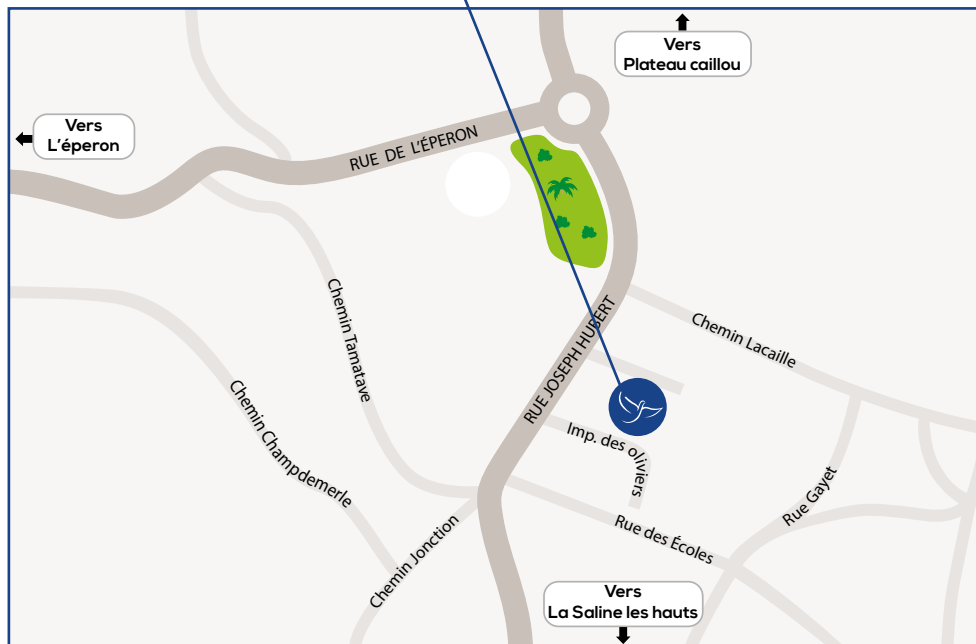 Vers
Plateau caillou
Vers
L'éperon
RUE DE L'ÉPERON
Chemin Tamatave
RUE JOSEPH HUBERT
Chemin Lacaille
Chemin Champdemerle
Imp. des oliviers
Rue Gayet
Chemin Jonction
Rue des Écoles
Vers
La Saline les hauts